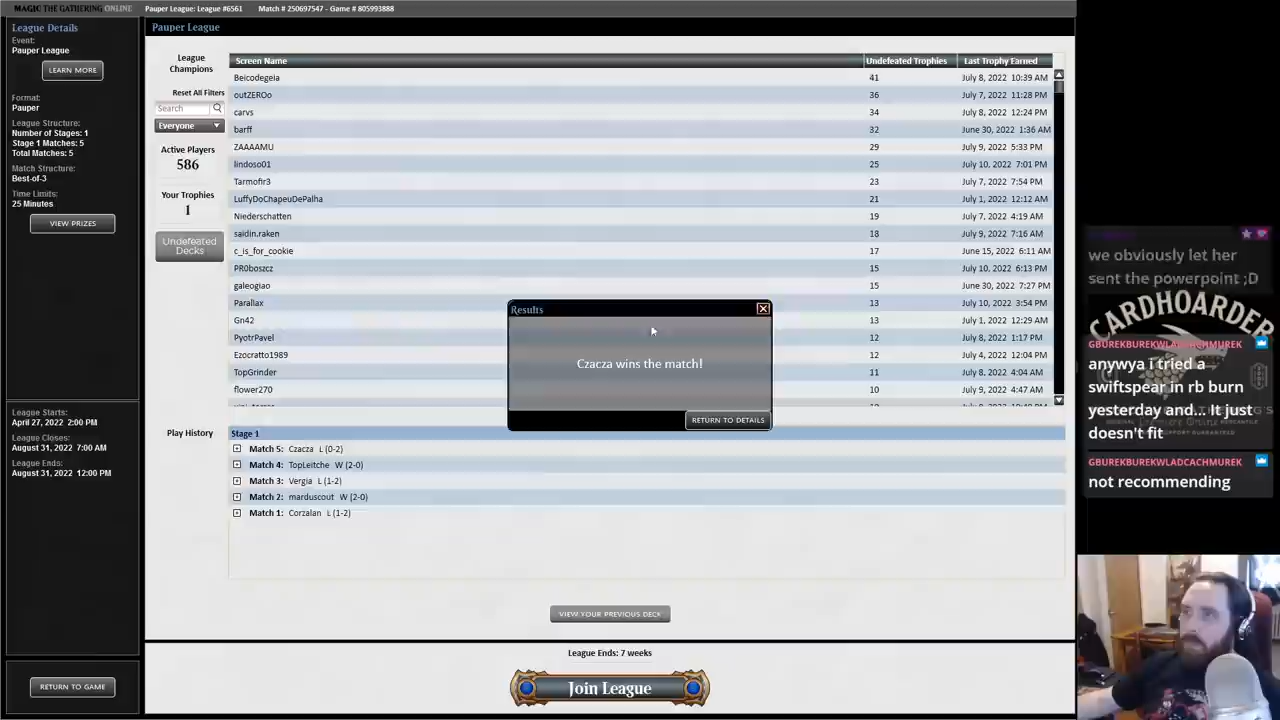 MAGIC THE GATHERING ONLINE Pauper League: League #6561 Match # 250697547 - Game # 805993888
League Details
Event:
Pauper League
LEARN MORE
Format:
Pauper
League Structure:
Number of Stages: 1
Stage 1 Matches: 5
Total Matches: 5
Match Structure:
Best-of-3
Time Limits:
25 Minutes
VIEW PRIZES
League Starts:
April 27, 2022 2:00 PM
League Closes:
August 31, 2022 7:00 AM
League Ends:
August 31, 2022 12:00 PM
RETURN TO GAME
Pauper League
League
Champions
Reset All Filters
Search
Everyone
Active Players
586
Your Trophies
1
Undefeated
Decks
Screen Name Undefeated Trophies Last Trophy Earned
Beicodegeia 41 July 8, 2022 10:39 AM
outZEROo 36 July 7, 2022 11:28 PM
carvs 34 July 8, 2022 12:24 PM
barff 32 June 30, 2022 1:36 AM
ZAAAAMU 29 July 9, 2022 5:33 PM
lindoso01 25 July 10, 2022 7:01 PM
Tarmofir3 23 July 7, 2022 7:54 PM
LuffyDoChapeuDePalha 21 July 1, 2022 12:12 AM
Niederschatten 19 July 7, 2022 4:19 AM
saidin.raken 18 July 9, 2022 7:16 AM
c_is_for_cookie 17 June 15, 2022 6:11 AM
PR0boszcz 15 July 10, 2022 6:13 PM
galeogiao 15 June 30, 2022 7:27 PM
Parallax 13 July 10, 2022 3:54 PM
Gn42 13 July 1, 2022 12:29 AM
PyotrPavel 12 July 8, 2022 1:17 PM
Ezocratto1989 12 July 4, 2022 12:04 PM
TopGrinder 11 July 8, 2022 4:04 AM
flower270 10 July 9, 2022 4:47 AM
Results
Czacza wins the match!
RETURN TO DETAILS
Play History
Stage 1
Match 5: Czacza L (0-2)
Match 4: TopLeitche W (2-0)
Match 3: Vergia L (1-2)
Match 2: marduscout W (2-0)
Match 1: Corzalan L (1-2)
VIEW YOUR PREVIOUS DECK
League Ends: 7 weeks
Join League
we obviously let her
sent the powerpoint ;D
CARDHOARDER
GBUREKBUREKWLADCACHMUREK
anywya i tried a
swiftspear in rb burn
yesterday and... It just
doesn't fit
GBUREKBUREKWLADCACHMUREK
not recommending